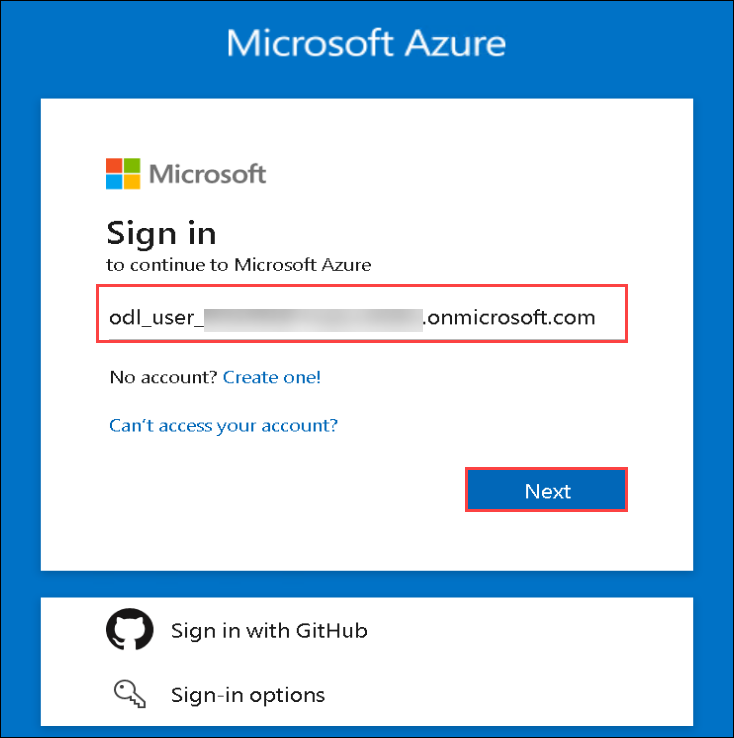 Microsoft Azure
Microsoft
Sign in
to continue to Microsoft Azure
odl_user_ .onmicrosoft.com
No account? Create one!
Can't access your account?
Next
Sign in with GitHub
Sign-in options